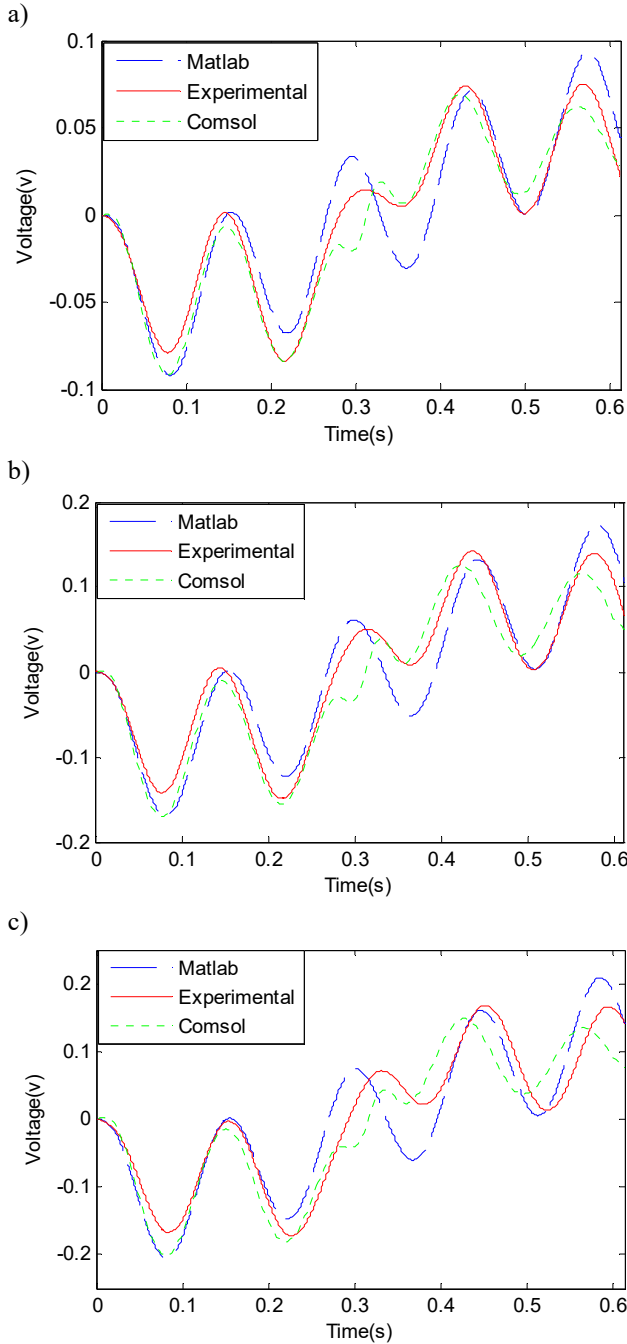 a)
0.1
0.05
0
-0.05
-0.1
Voltage(v)
Matlab
Experimental
Comsol
0 0.1 0.2 0.3 0.4 0.5 0.6
Time(s)
b)
0.2
0.1
0
-0.1
-0.2
Voltage(v)
Matlab
Experimental
Comsol
0 0.1 0.2 0.3 0.4 0.5 0.6
Time(s)
c)
0.2
0.1
0
-0.1
-0.2
Voltage(v)
Matlab
Experimental
Comsol
0 0.1 0.2 0.3 0.4 0.5 0.6
Time(s)